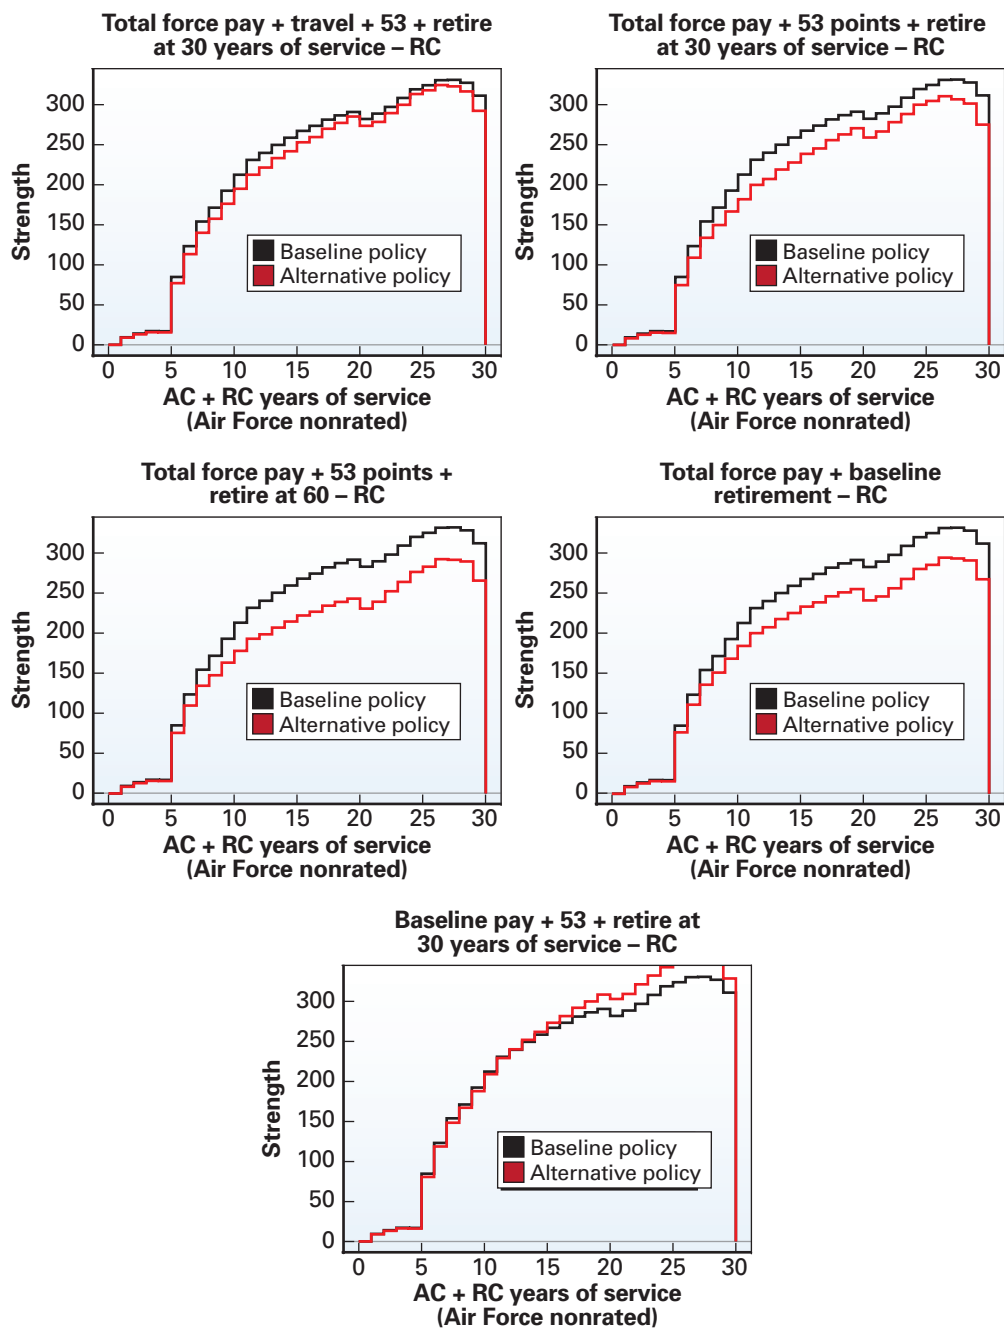 Total force pay + travel + 53 + retire
at 30 years of service – RC
Strength
300
250
200
150
100
50
0
Baseline policy
Alternative policy
0 5 10 15 20 25 30
AC + RC years of service
(Air Force nonrated)
Total force pay + 53 points + retire
at 30 years of service – RC
Strength
300
250
200
150
100
50
0
Baseline policy
Alternative policy
0 5 10 15 20 25 30
AC + RC years of service
(Air Force nonrated)
Total force pay + 53 points +
retire at 60 – RC
Strength
300
250
200
150
100
50
0
Baseline policy
Alternative policy
0 5 10 15 20 25 30
AC + RC years of service
(Air Force nonrated)
Total force pay + baseline
retirement – RC
Strength
300
250
200
150
100
50
0
Baseline policy
Alternative policy
0 5 10 15 20 25 30
AC + RC years of service
(Air Force nonrated)
Baseline pay + 53 + retire at
30 years of service – RC
Strength
300
250
200
150
100
50
0
Baseline policy
Alternative policy
0 5 10 15 20 25 30
AC + RC years of service
(Air Force nonrated)